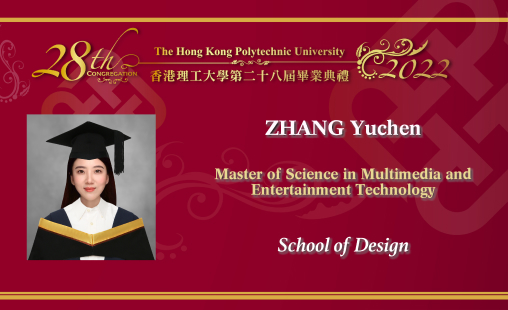 28th
CONGREGATION
The Hong Kong Polytechnic University
香港理工大學第二十八屆畢業典禮
2022
ZHANG Yuchen
Master of Science in Multimedia and
Entertainment Technology
School of Design